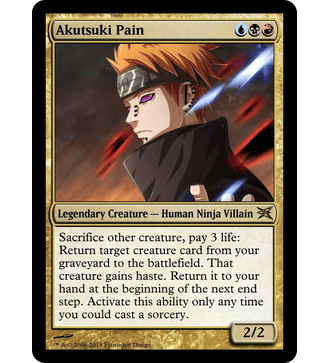 Akutsuki Pain
Legendary Creature — Human Ninja Villain
Sacrifice other creature, pay 3 life:
Return target creature card from your
graveyard to the battlefield. That
creature gains haste. Return it to your
hand at the beginning of the next end
step. Activate this ability only any time
you could cast a sorcery.
2/2